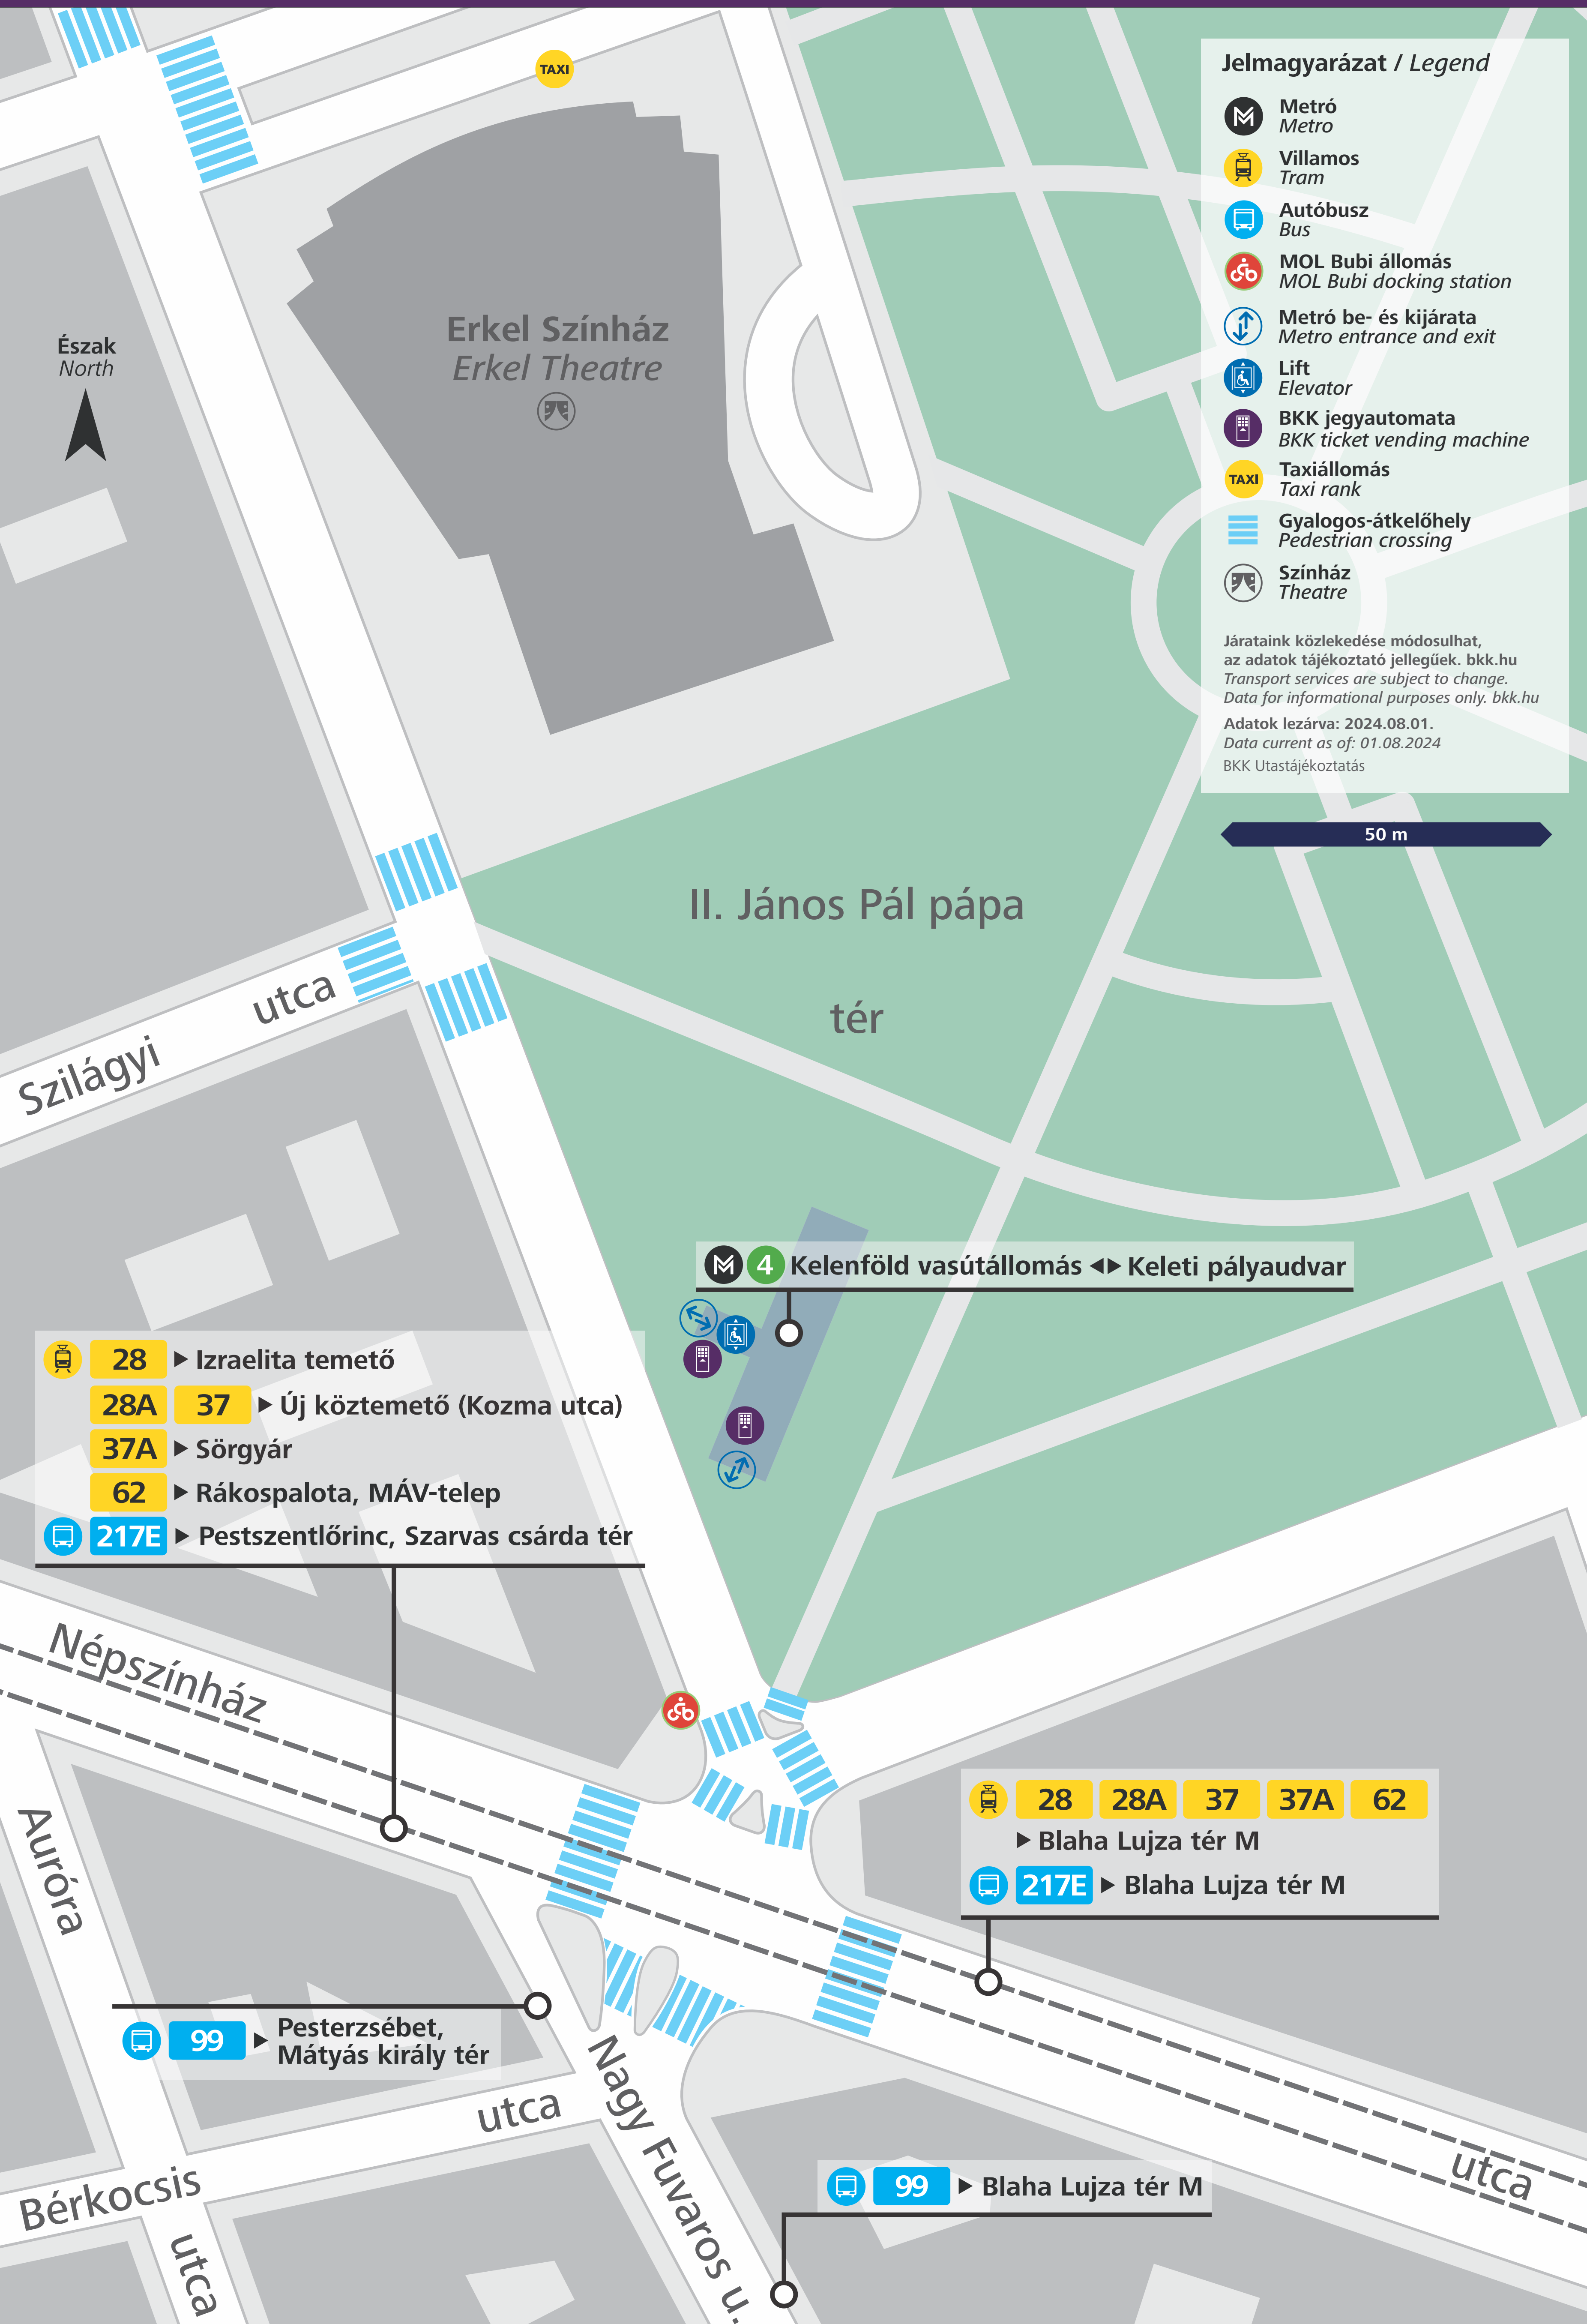 TAXI
Jelmagyarázat / Legend
Metró
Metro
Villamos
Tram
Autóbusz
Bus
MOL Bubi állomás
MOL Bubi docking station
Metró be- és kijárata
Metro entrance and exit
Lift
Elevator
BKK jegyautomata
BKK ticket vending machine
TAXI
Taxiállomás
Taxi rank
Gyalogos-átkelőhely
Pedestrian crossing
Színház
Theatre
Járataink közlekedése módosulhat,
az adatok tájékoztató jellegűek. bkk.hu
Transport services are subject to change.
Data for informational purposes only. bkk.hu
Adatok lezárva: 2024.08.01.
Data current as of: 01.08.2024
BKK Utastájékoztatás
50 m
Észak
North
Erkel Színház
Erkel Theatre
II. János Pál pápa
tér
Szilágyi utca
4 Kelenföld vasútállomás ◀▶ Keleti pályaudvar
28 ▶ Izraelita temető
28A 37 ▶ Új köztemető (Kozma utca)
37A ▶ Sörgyár
62 ▶ Rákospalota, MÁV-telep
217E ▶ Pestszentlőrinc, Szarvas csárda tér
Népszínház utca
28 28A 37 37A 62
▶ Blaha Lujza tér M
217E ▶ Blaha Lujza tér M
Auróra utca
99 ▶ Pesterzsébet,
Mátyás király tér
Nagy Fuvaros u.
Bérkocsis utca
99 ▶ Blaha Lujza tér M